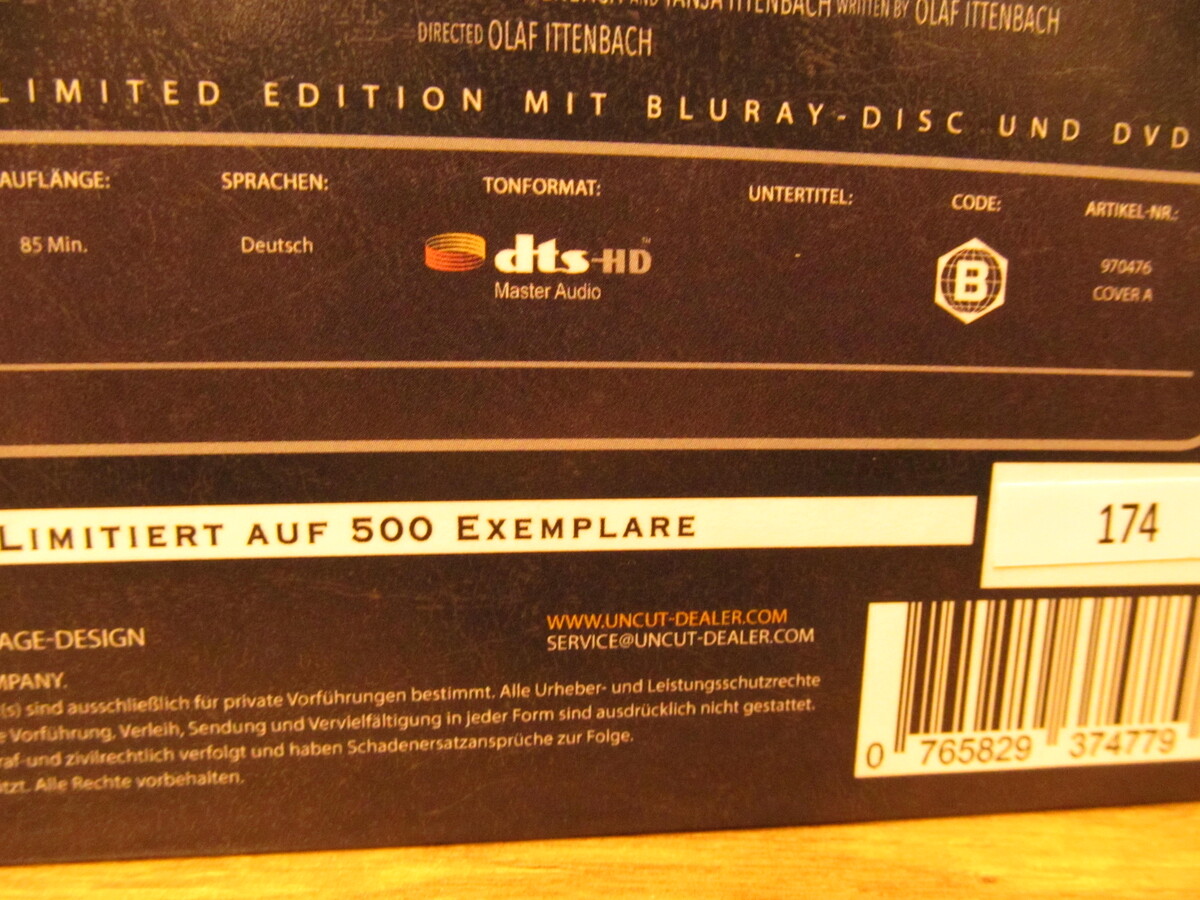 AND TANJA ITTENBACH WRITTEN BY OLAF ITTENBACH
DIRECTED OLAF ITTENBACH
LIMITED EDITION MIT BLURAY-DISC UND DVD
AUFLÄNGE: SPRACHEN: TONFORMAT: UNTERTITEL: CODE: ARTIKEL-NR.:
85 Min. Deutsch dts-HD™ - B 970476
Master Audio COVER A
LIMITIERT AUF 500 EXEMPLARE 174
AGE-DESIGN WWW.UNCUT-DEALER.COM
SERVICE@UNCUT-DEALER.COM
MPANY.
(s) sind ausschließlich für private Vorführungen bestimmt. Alle Urheber- und Leistungsschutzrechte
e Vorführung, Verleih, Sendung und Vervielfältigung in jeder Form sind ausdrücklich nicht gestattet.
raf-und zivilrechtlich verfolgt und haben Schadenersatzansprüche zur Folge.
tzt. Alle Rechte vorbehalten.
0 765829 374779